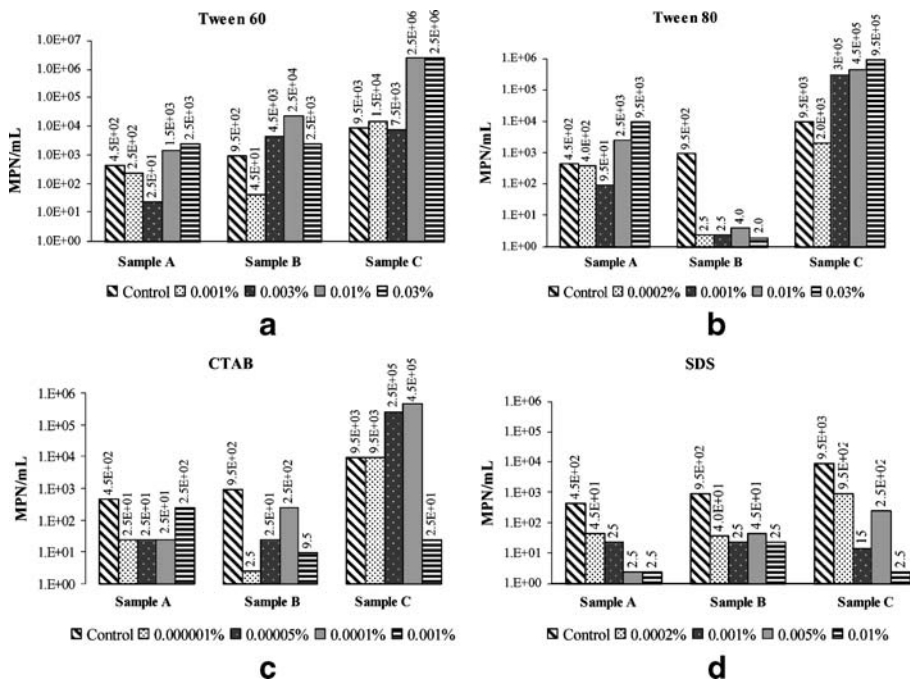 Tween 60
MPN/mL
1.0E+07
1.0E+06
1.0E+05
1.0E+04
1.0E+03
1.0E+02
1.0E+01
1.0E+00
4.5E+02
2.5E+02
2.5E+01
1.5E+03
2.5E+03
9.5E+02
4.5E+01
4.5E+03
2.5E+04
2.5E+03
9.5E+03
1.5E+04
7.5E+03
2.5E+06
2.5E+06
Sample A Sample B Sample C
Control 0.001% 0.003% 0.01% 0.03%
a
Tween 80
MPN/mL
1.E+06
1.E+05
1.E+04
1.E+03
1.E+02
1.E+01
1.E+00
4.5E+02
4.0E+02
9.5E+01
2.5E+03
9.5E+03
9.5E+02
2.5
2.5
4.0
2.0
9.5E+03
2.0E+03
3E+05
4.5E+05
9.5E+05
Sample A Sample B Sample C
Control 0.0002% 0.001% 0.01% 0.03%
b
CTAB
MPN/mL
1.E+06
1.E+05
1.E+04
1.E+03
1.E+02
1.E+01
1.E+00
4.5E+02
2.5E+01
2.5E+01
2.5E+01
2.5E+02
9.5E+02
2.5
2.5E+01
2.5E+02
9.5
9.5E+03
9.5E+03
2.5E+05
4.5E+05
2.5E+01
Sample A Sample B Sample C
Control 0.000001% 0.00005% 0.0001% 0.001%
c
SDS
MPN/mL
1.E+06
1.E+05
1.E+04
1.E+03
1.E+02
1.E+01
1.E+00
4.5E+02
4.5E+01
25
2.5
2.5
9.5E+02
4.0E+01
25
4.5E+01
25
9.5E+03
9.5E+02
15
2.5E+02
2.5
Sample A Sample B Sample C
Control 0.0002% 0.001% 0.005% 0.01%
d